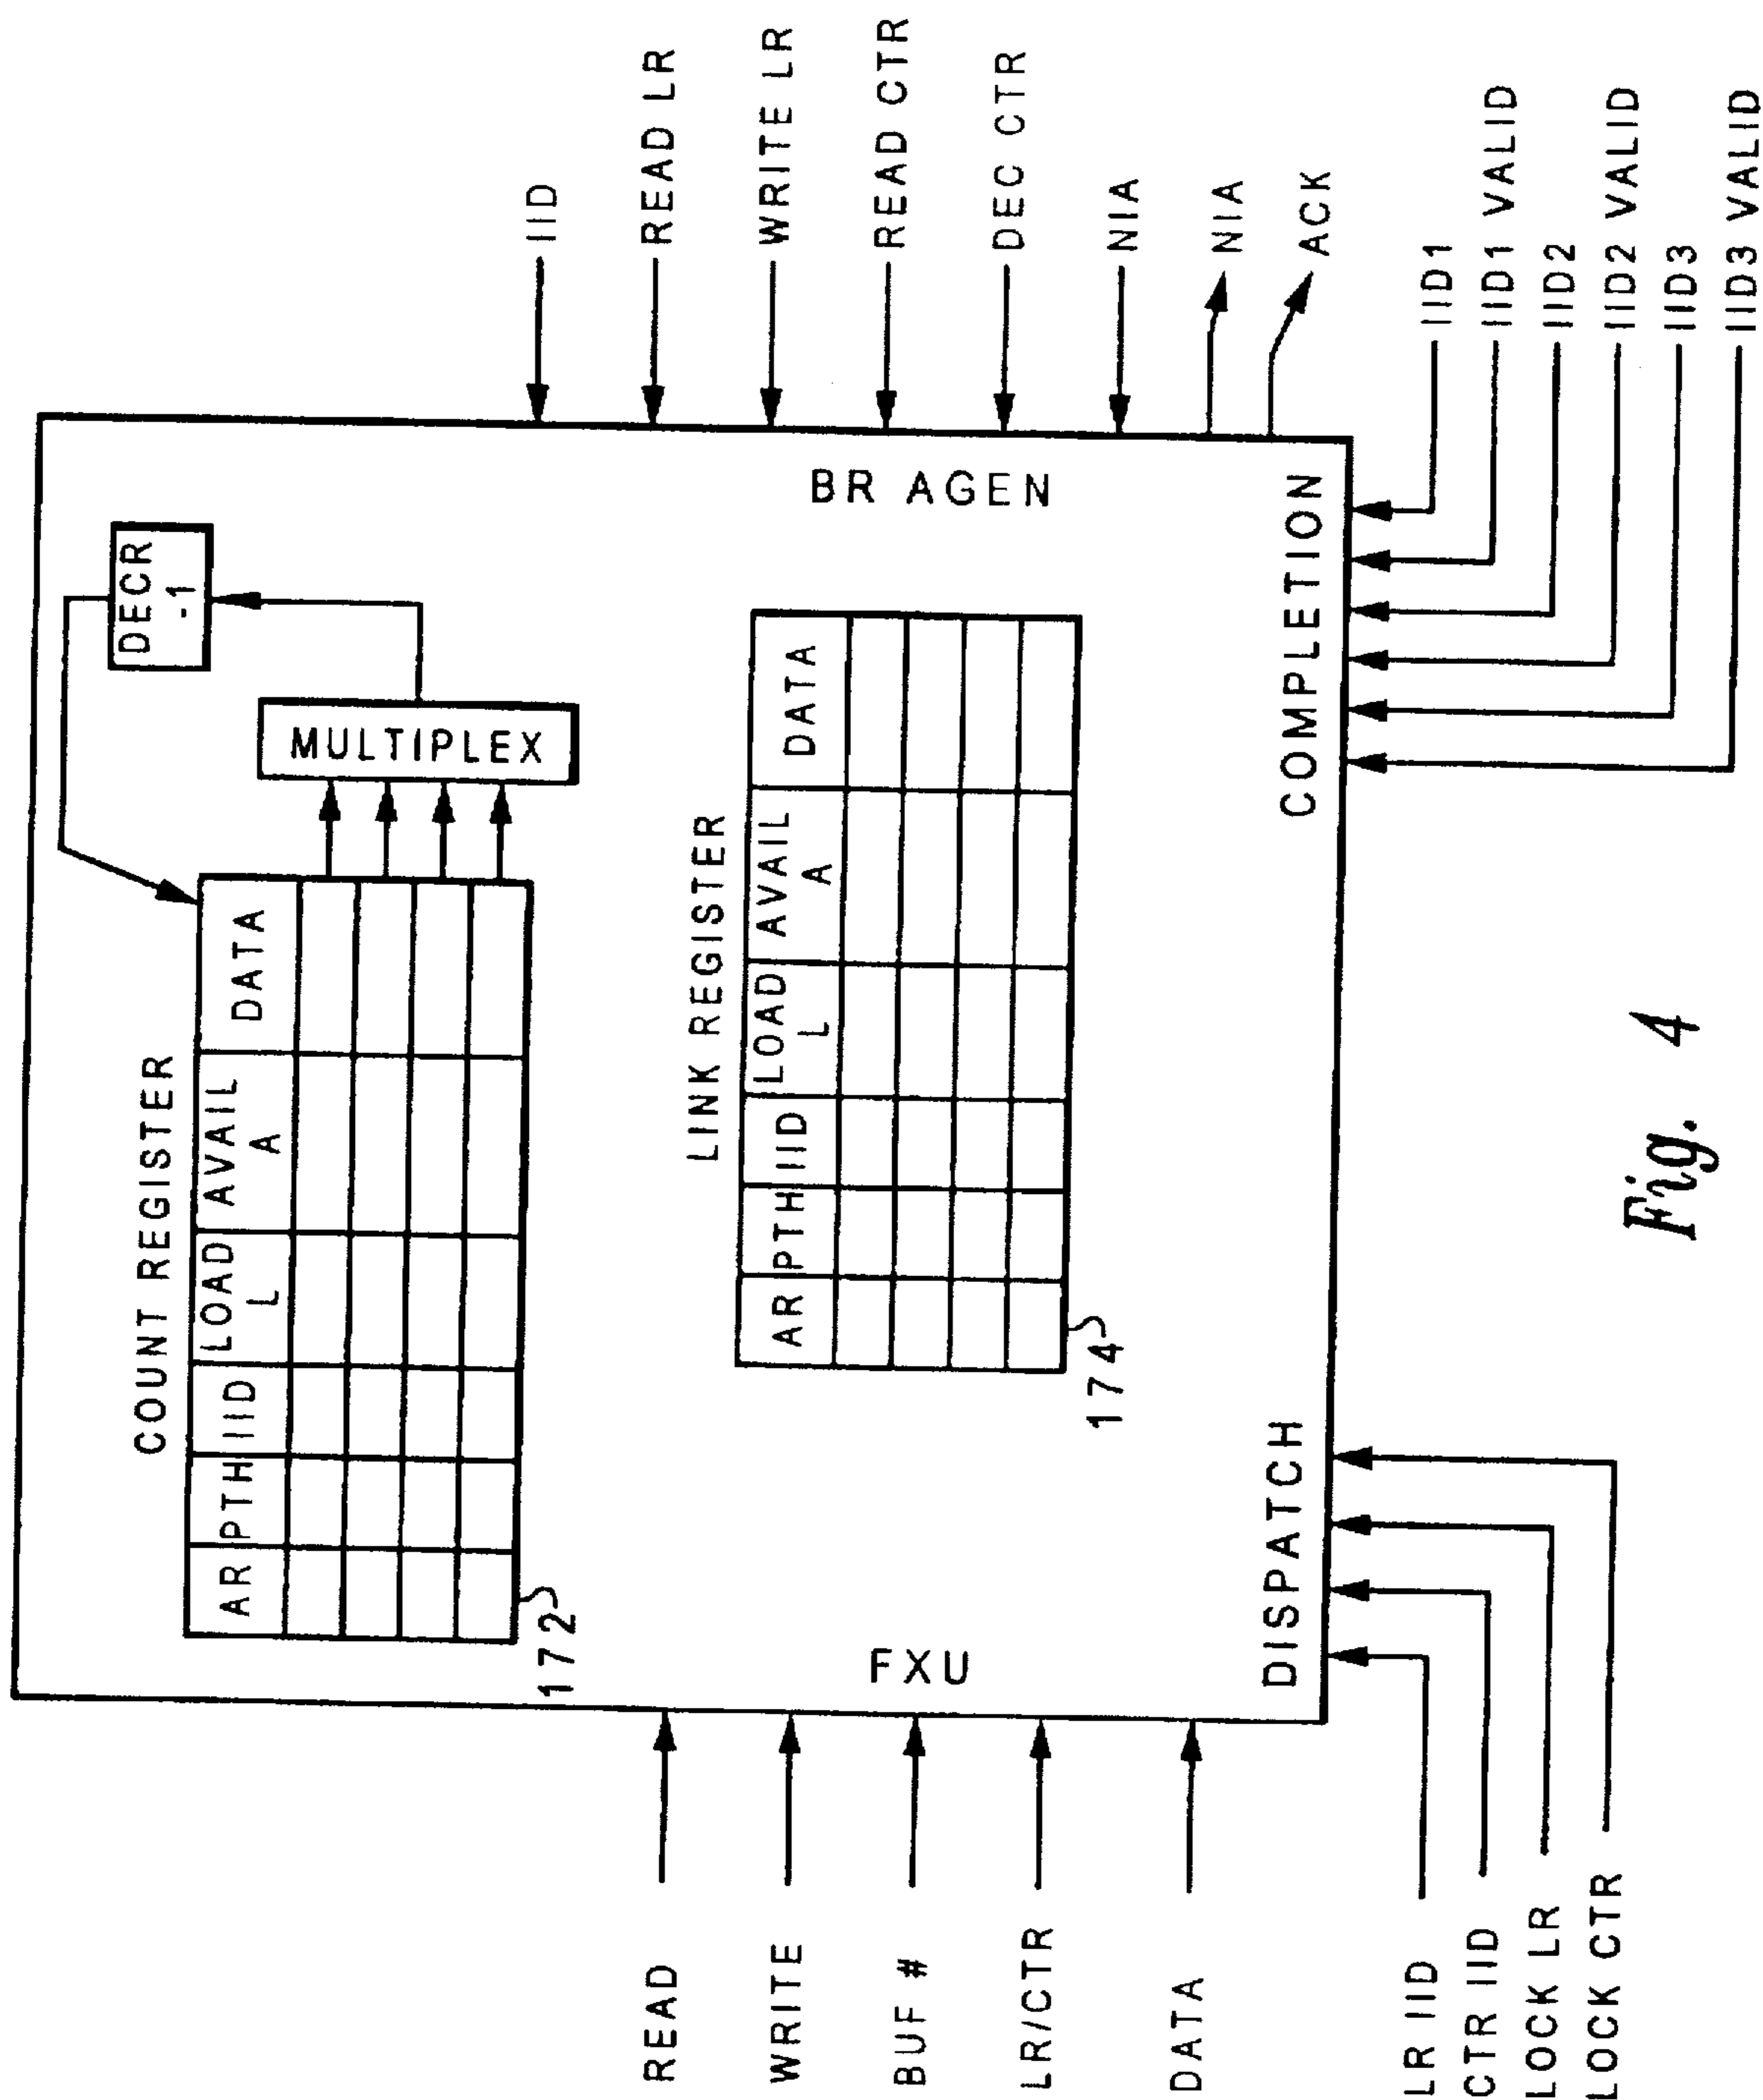 COUNT REGISTER
AR PTH IID LOAD AVAIL DATA
L A
DECR
-1
MULTIPLEX
172
LINK REGISTER
AR PTH IID LOAD AVAIL DATA
L A
174
FXU
BR AGEN
DISPATCH
COMPLETION
READ
WRITE
BUF #
LR/CTR
DATA
LR IID
CTR IID
LOCK LR
LOCK CTR
IID
READ LR
WRITE LR
READ CTR
DEC CTR
NIA
NIA
ACK
IID1
IID1 VALID
IID2
IID2 VALID
IID3
IID3 VALID
Fig. 4